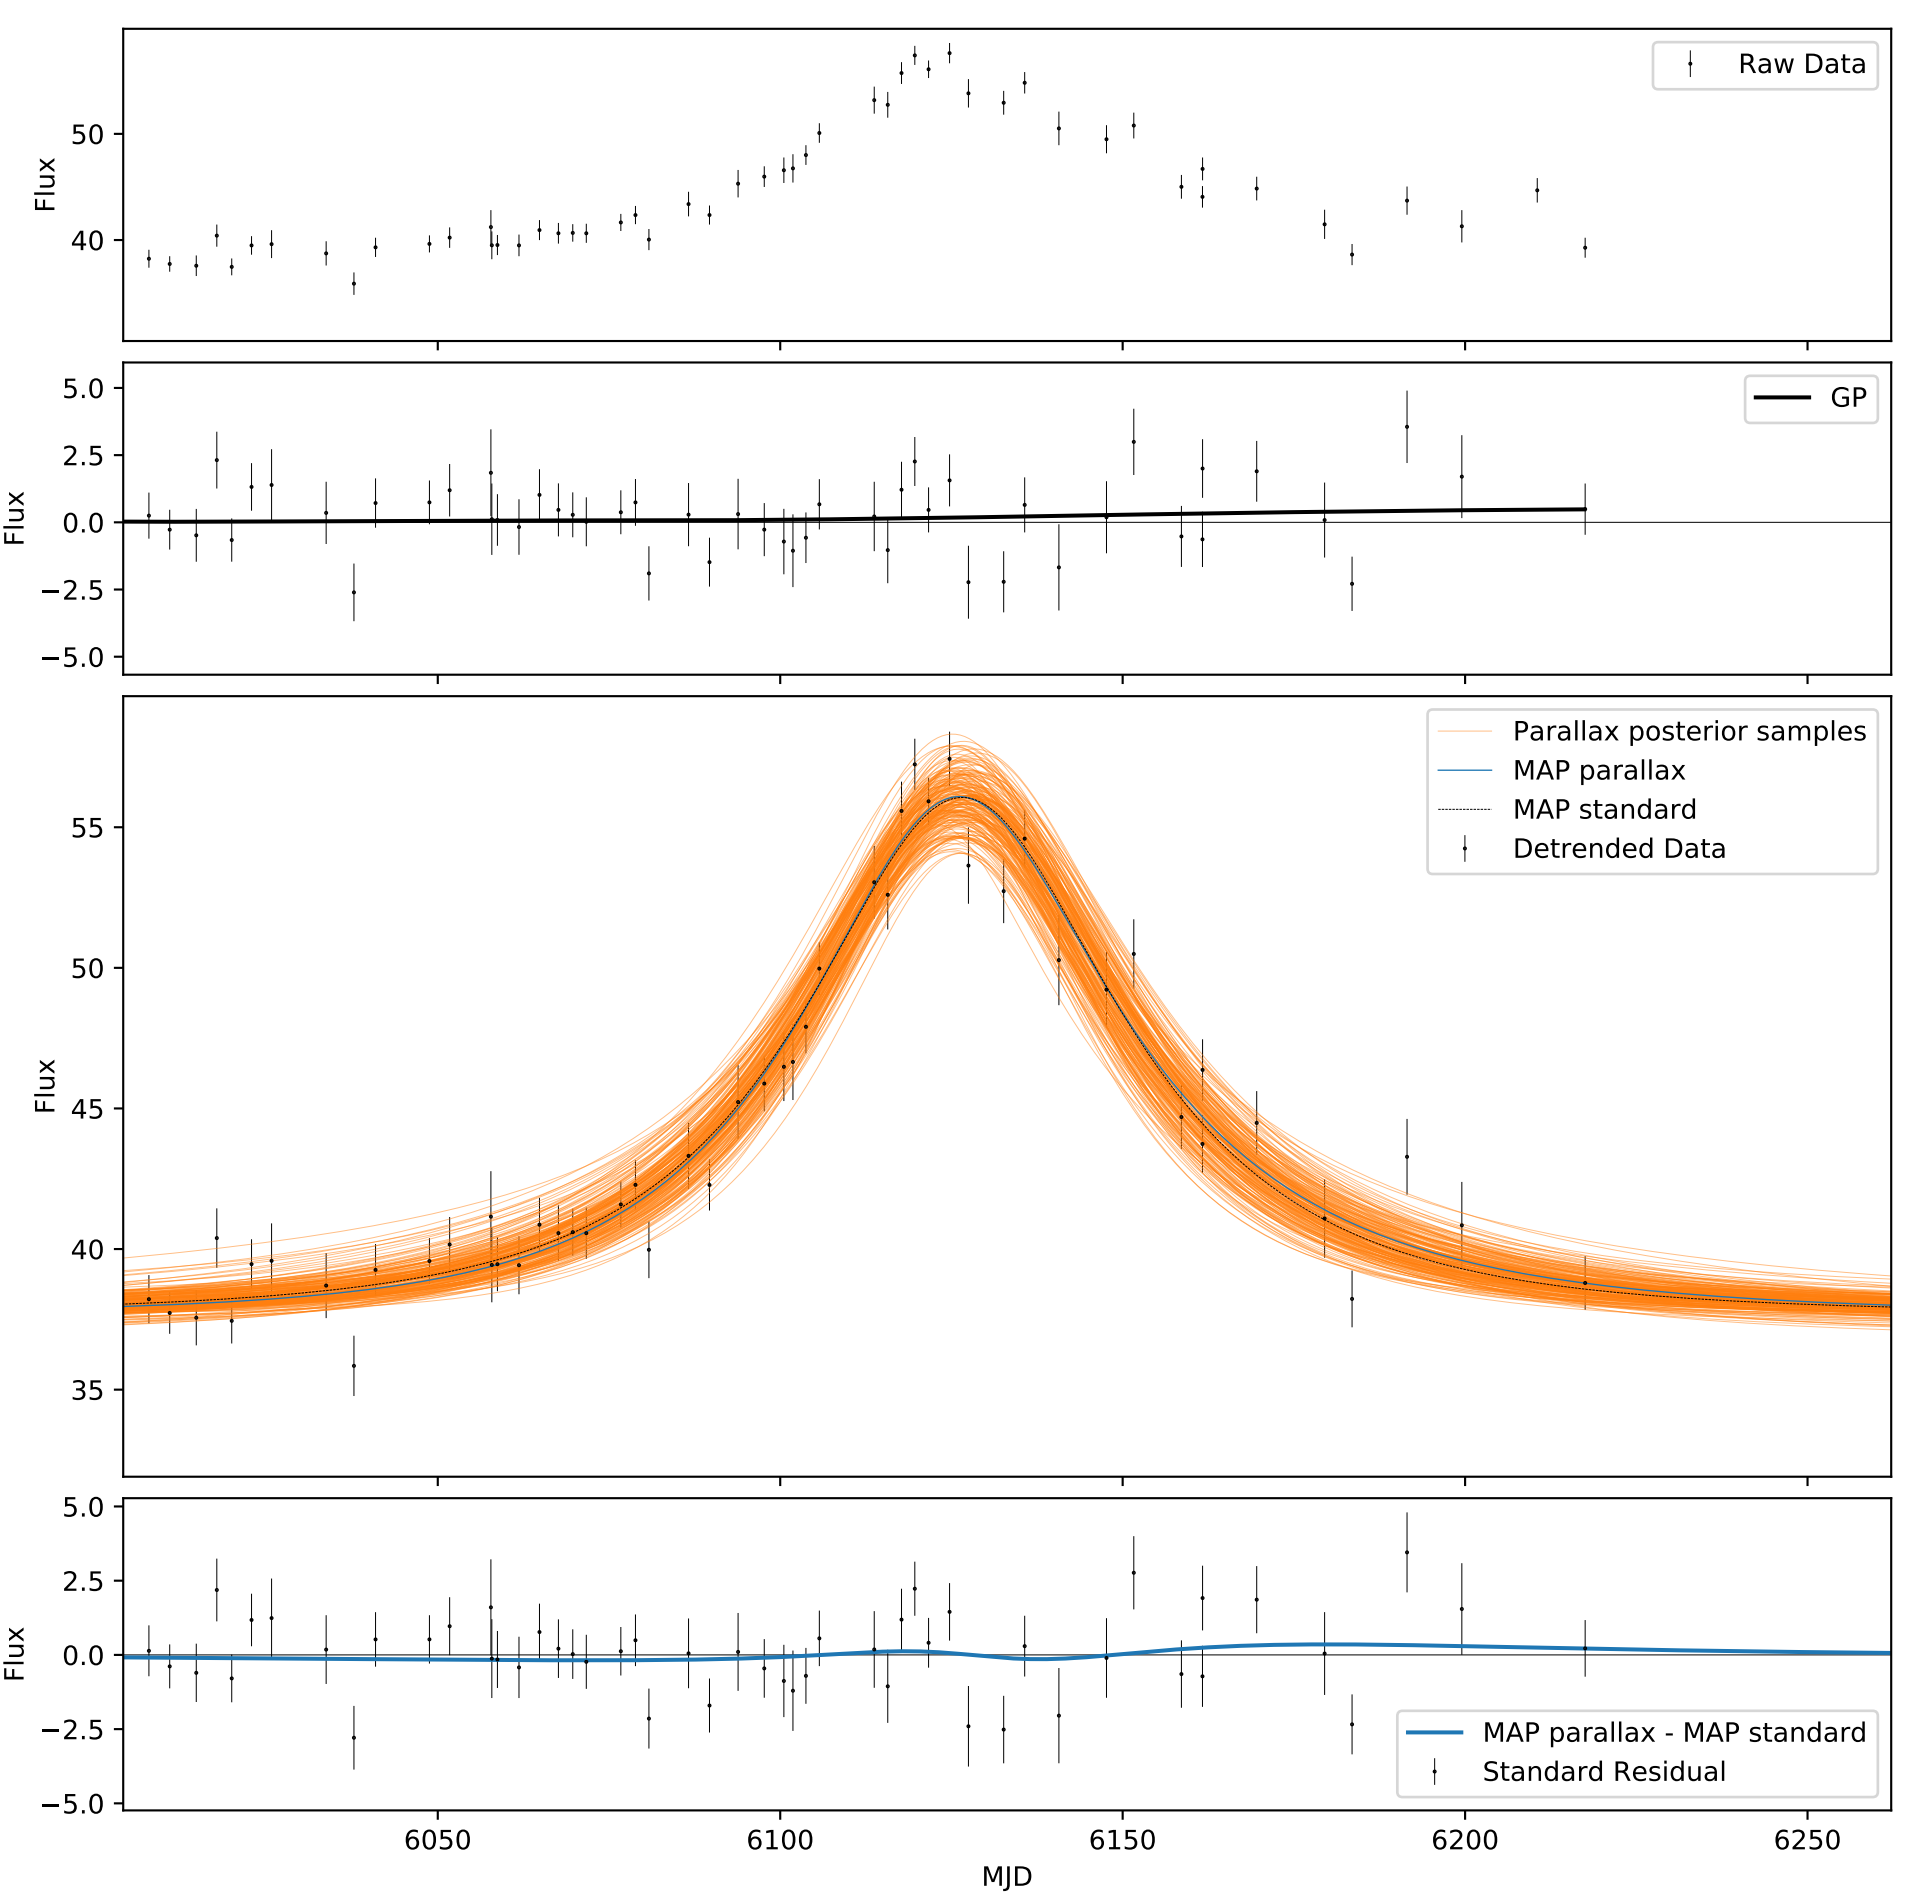 Flux
50
40
Raw Data
Flux
5.0
2.5
0.0
−2.5
−5.0
GP
Flux
55
50
45
40
35
Parallax posterior samples
MAP parallax
MAP standard
Detrended Data
Flux
5.0
2.5
0.0
−2.5
−5.0
MAP parallax - MAP standard
Standard Residual
6050 6100 6150 6200 6250
MJD